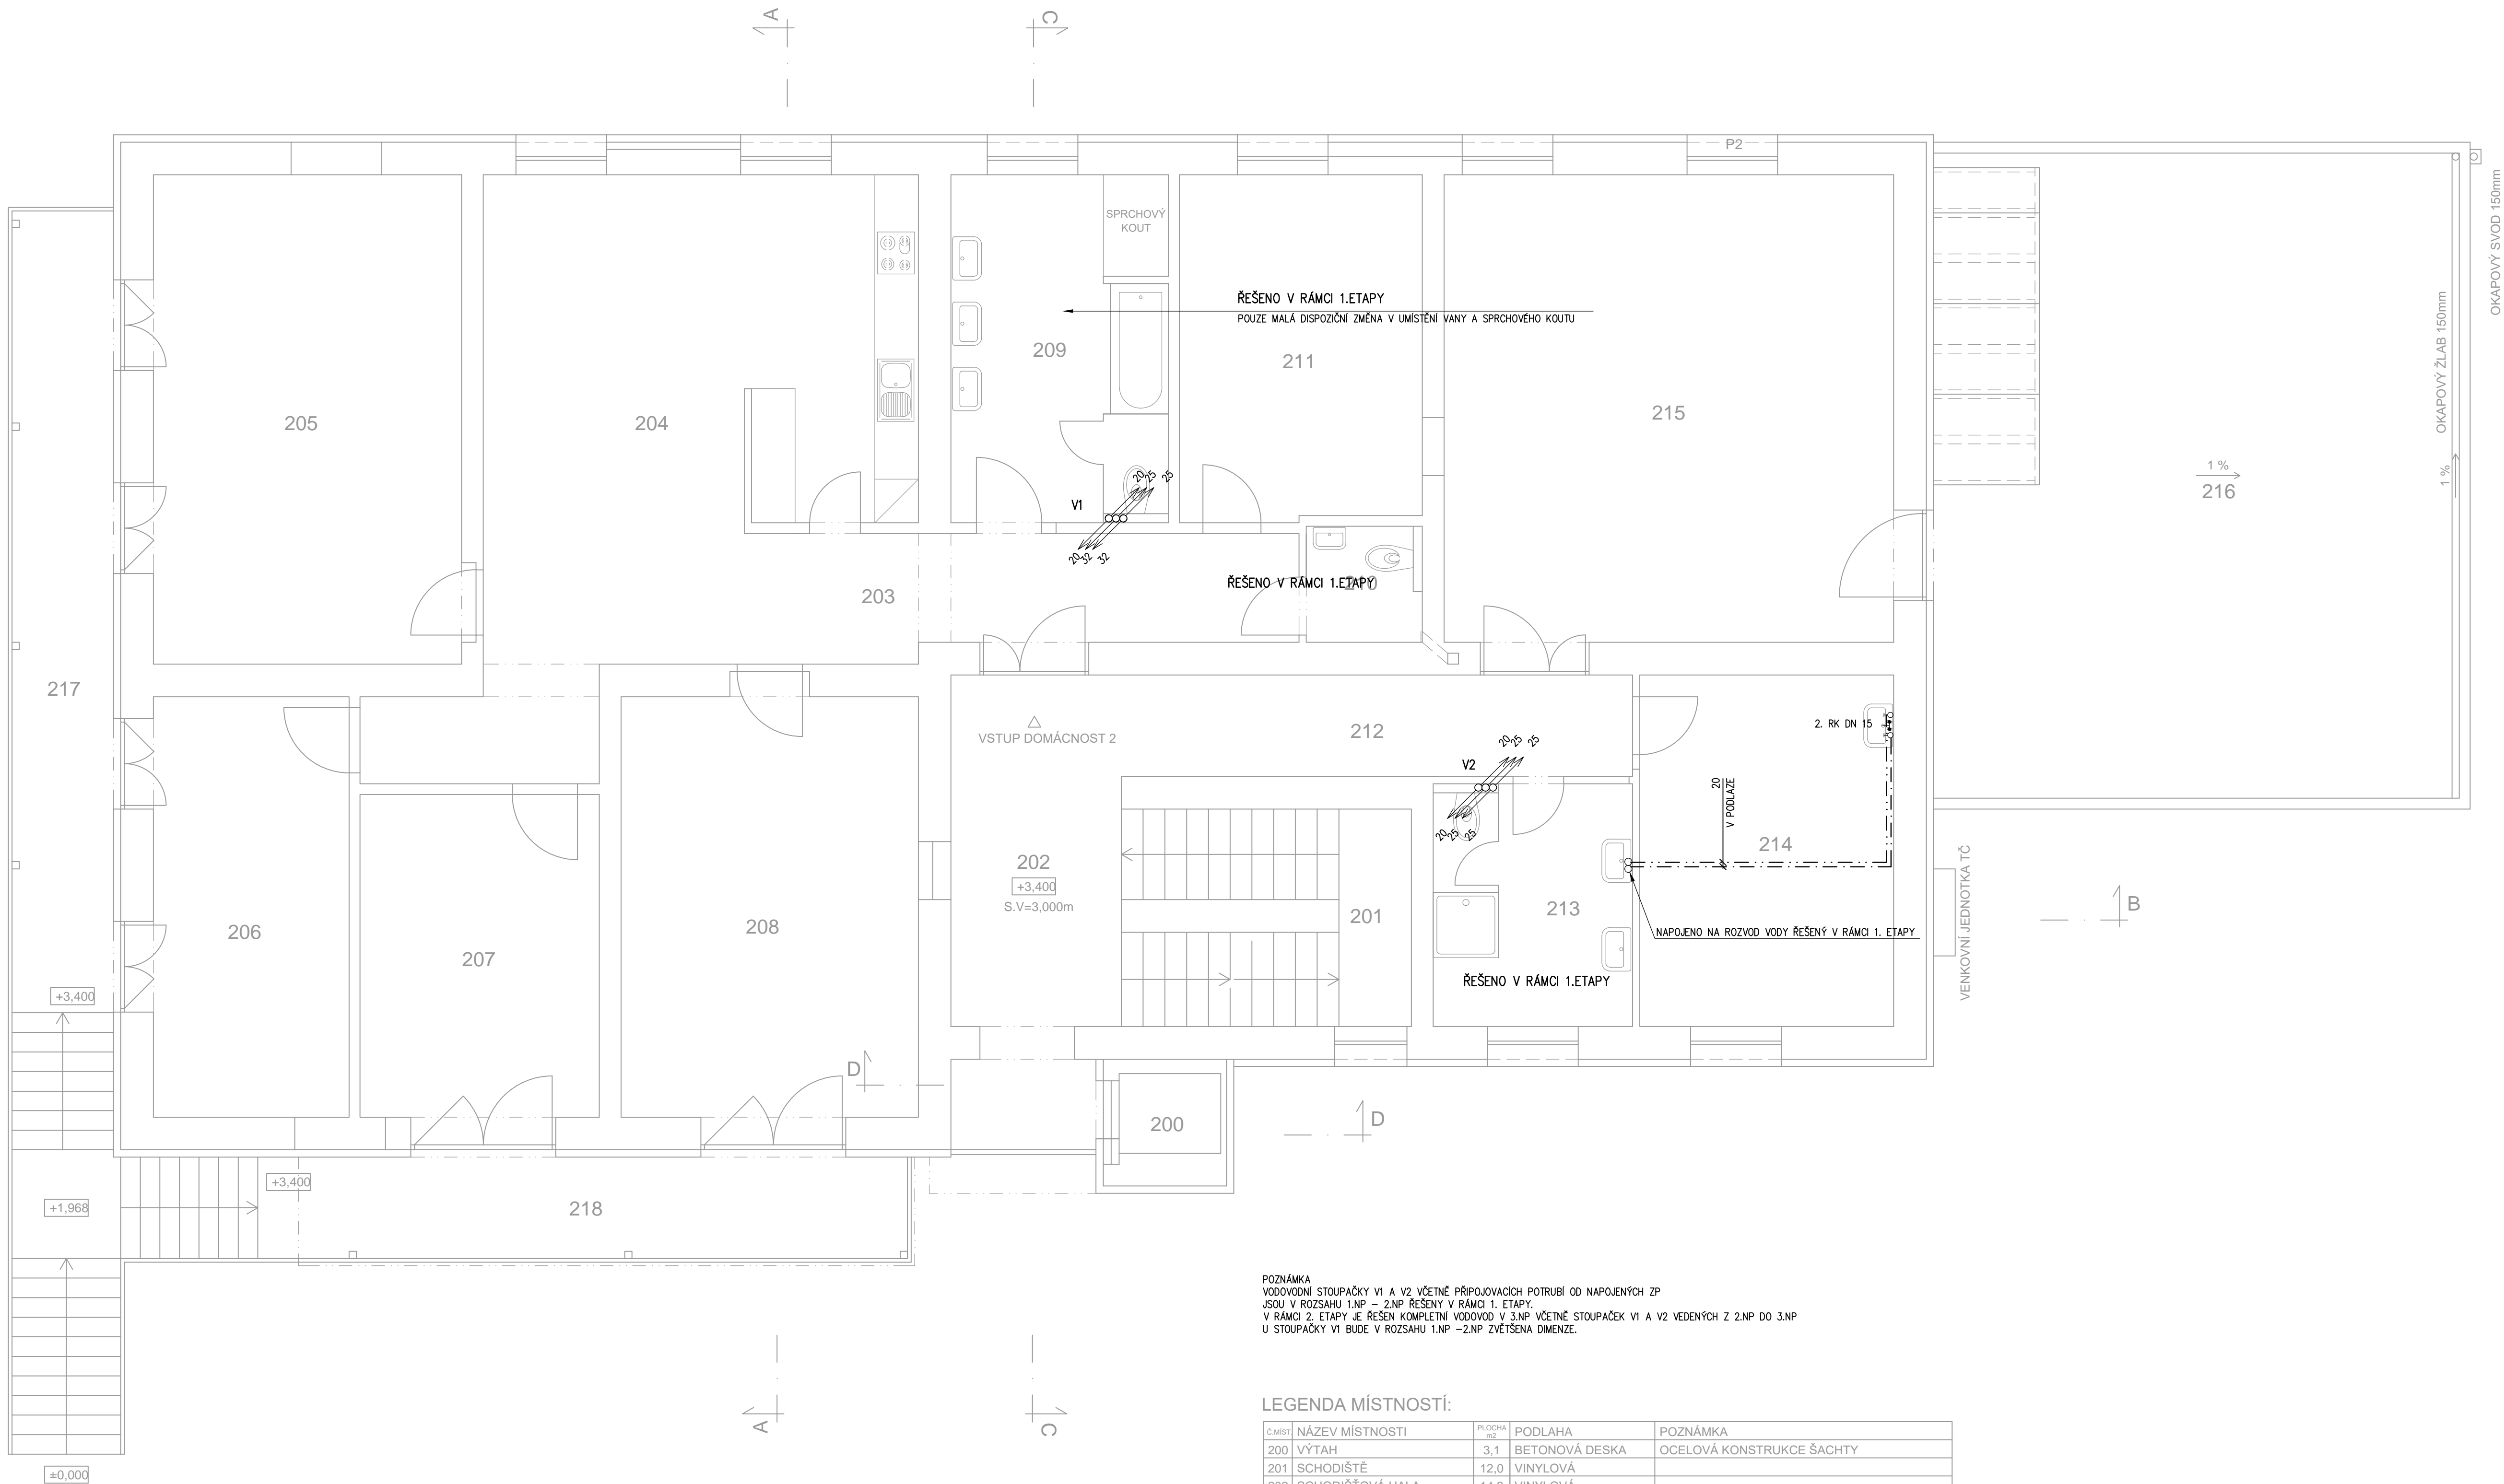 A
C
P2
OKAPOVÝ SVOD 150mm
SPRCHOVÝ
KOUT
ŘEŠENO V RÁMCI 1.ETAPY
POUZE MALÁ DISPOZIČNÍ ZMĚNA V UMÍSTĚNÍ VANY A SPRCHOVÉHO KOUTU
OKAPOVÝ ŽLAB 150mm
209
211
205
204
215
1 %
216
1 %
20
25
25
V1
20
32
32
ŘEŠENO V RÁMCI 1.ETAPY
210
203
217
VSTUP DOMÁCNOST 2
212
2. RK DN 15
20
25
25
V2
20
25
25
20
V PODLAZE
214
202
+3,400
S.V=3,000m
201
213
208
206
207
NAPOJENO NA ROZVOD VODY ŘEŠENÝ V RÁMCI 1. ETAPY
VENKOVNÍ JEDNOTKA TČ
B
ŘEŠENO V RÁMCI 1.ETAPY
+3,400
D
200
D
+3,400
+1,968
218
POZNÁMKA
VODOVODNÍ STOUPAČKY V1 A V2 VČETNĚ PŘIPOJOVACÍCH POTRUBÍ OD NAPOJENÝCH ZP
JSOU V ROZSAHU 1.NP – 2.NP ŘEŠENY V RÁMCI 1. ETAPY.
V RÁMCI 2. ETAPY JE ŘEŠEN KOMPLETNÍ VODOVOD V 3.NP VČETNĚ STOUPAČEK V1 A V2 VEDENÝCH Z 2.NP DO 3.NP
U STOUPAČKY V1 BUDE V ROZSAHU 1.NP –2.NP ZVĚTŠENA DIMENZE.
A
C
±0,000
LEGENDA MÍSTNOSTÍ:
Č.MÍST. NÁZEV MÍSTNOSTI PLOCHA m2 PODLAHA POZNÁMKA
200 VÝTAH 3,1 BETONOVÁ DESKA OCELOVÁ KONSTRUKCE ŠACHTY
201 SCHODIŠTĚ 12,0 VINYLOVÁ